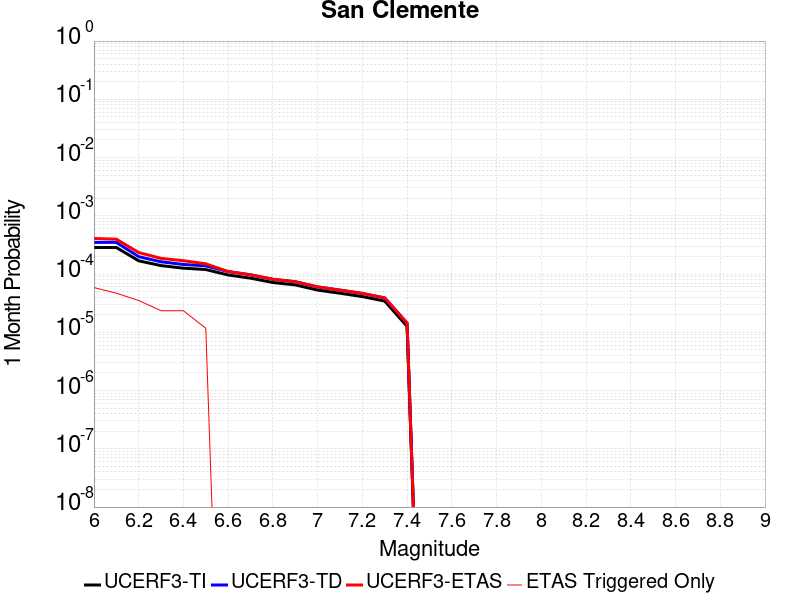 San Clemente
10^0
10^-1
10^-2
10^-3
10^-4
10^-5
10^-6
10^-7
10^-8
1 Month Probability
6 6.2 6.4 6.6 6.8 7 7.2 7.4 7.6 7.8 8 8.2 8.4 8.6 8.8 9
Magnitude
UCERF3-TI UCERF3-TD UCERF3-ETAS ETAS Triggered Only